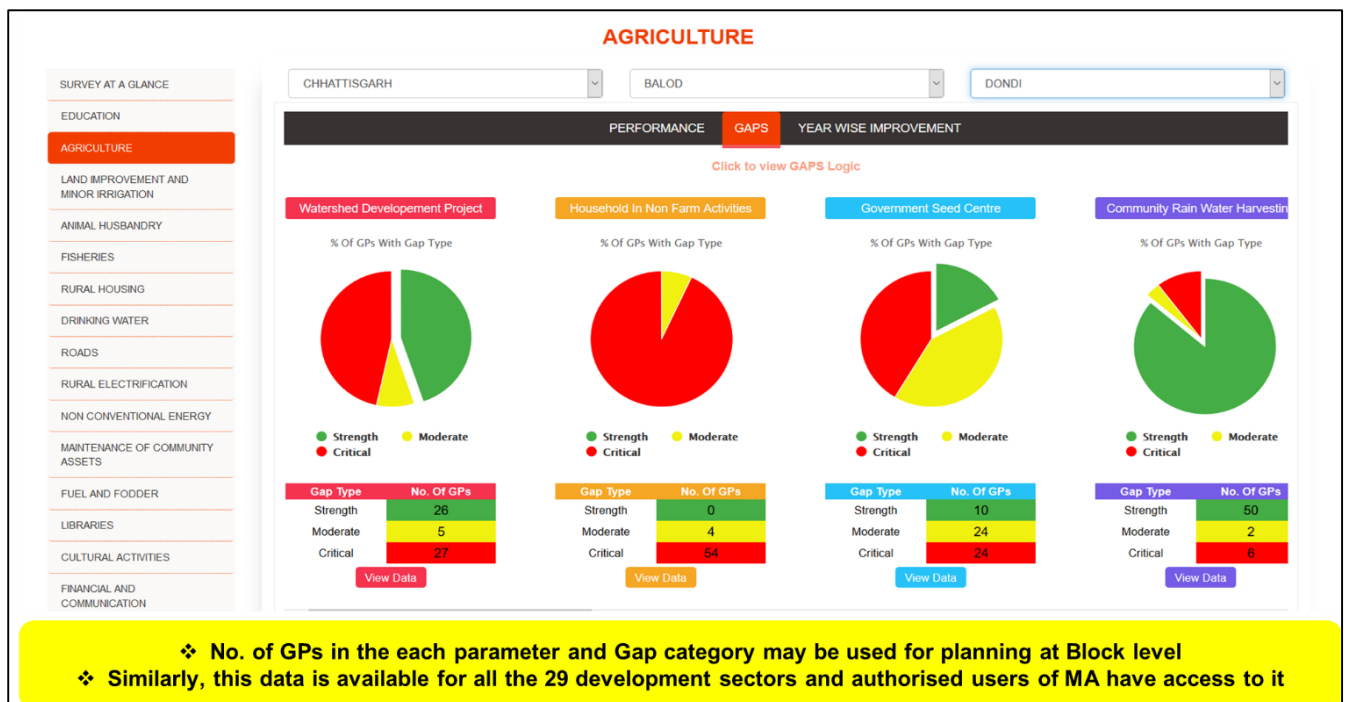 AGRICULTURE
SURVEY AT A GLANCE
EDUCATION
AGRICULTURE
LAND IMPROVEMENT AND
MINOR IRRIGATION
ANIMAL HUSBANDRY
FISHERIES
RURAL HOUSING
DRINKING WATER
ROADS
RURAL ELECTRIFICATION
NON CONVENTIONAL ENERGY
MAINTENANCE OF COMMUNITY
ASSETS
FUEL AND FODDER
LIBRARIES
CULTURAL ACTIVITIES
FINANCIAL AND
COMMUNICATION
CHHATTISGARH BALOD DONDI
PERFORMANCE GAPS YEAR WISE IMPROVEMENT
Click to view GAPS Logic
Watershed Developement Project
% Of GPs With Gap Type
Strength Moderate
Critical
Gap Type No. Of GPs
Strength 26
Moderate 5
Critical 27
View Data
Household In Non Farm Activities
% Of GPs With Gap Type
Strength Moderate
Critical
Gap Type No. Of GPs
Strength 0
Moderate 4
Critical 54
View Data
Government Seed Centre
% Of GPs With Gap Type
Strength Moderate
Critical
Gap Type No. Of GPs
Strength 10
Moderate 24
Critical 24
View Data
Community Rain Water Harvestin
% Of GPs With Gap Type
Strength Moderate
Critical
Gap Type No. Of GPs
Strength 50
Moderate 2
Critical 6
View Data
❖ No. of GPs in the each parameter and Gap category may be used for planning at Block level
❖ Similarly, this data is available for all the 29 development sectors and authorised users of MA have access to it